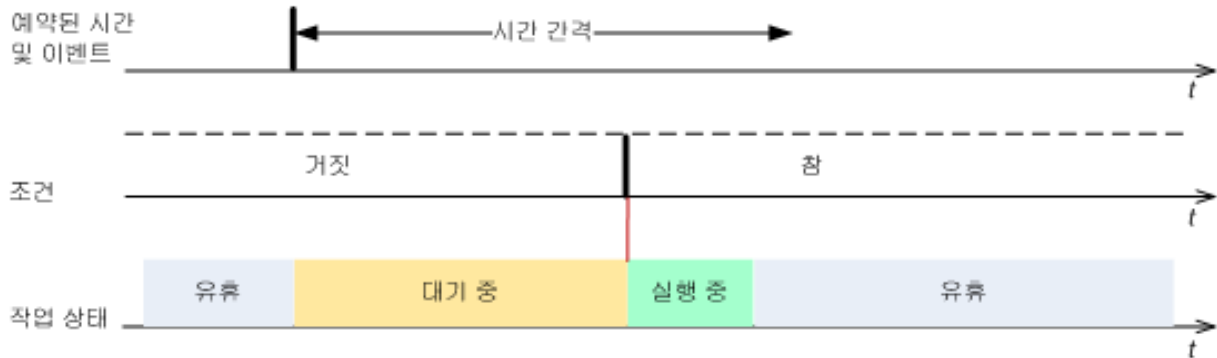 예약된 시간
및 이벤트
시간 간격
t
거짓
참
조건
t
유휴
대기 중
실행 중
유휴
작업 상태
t